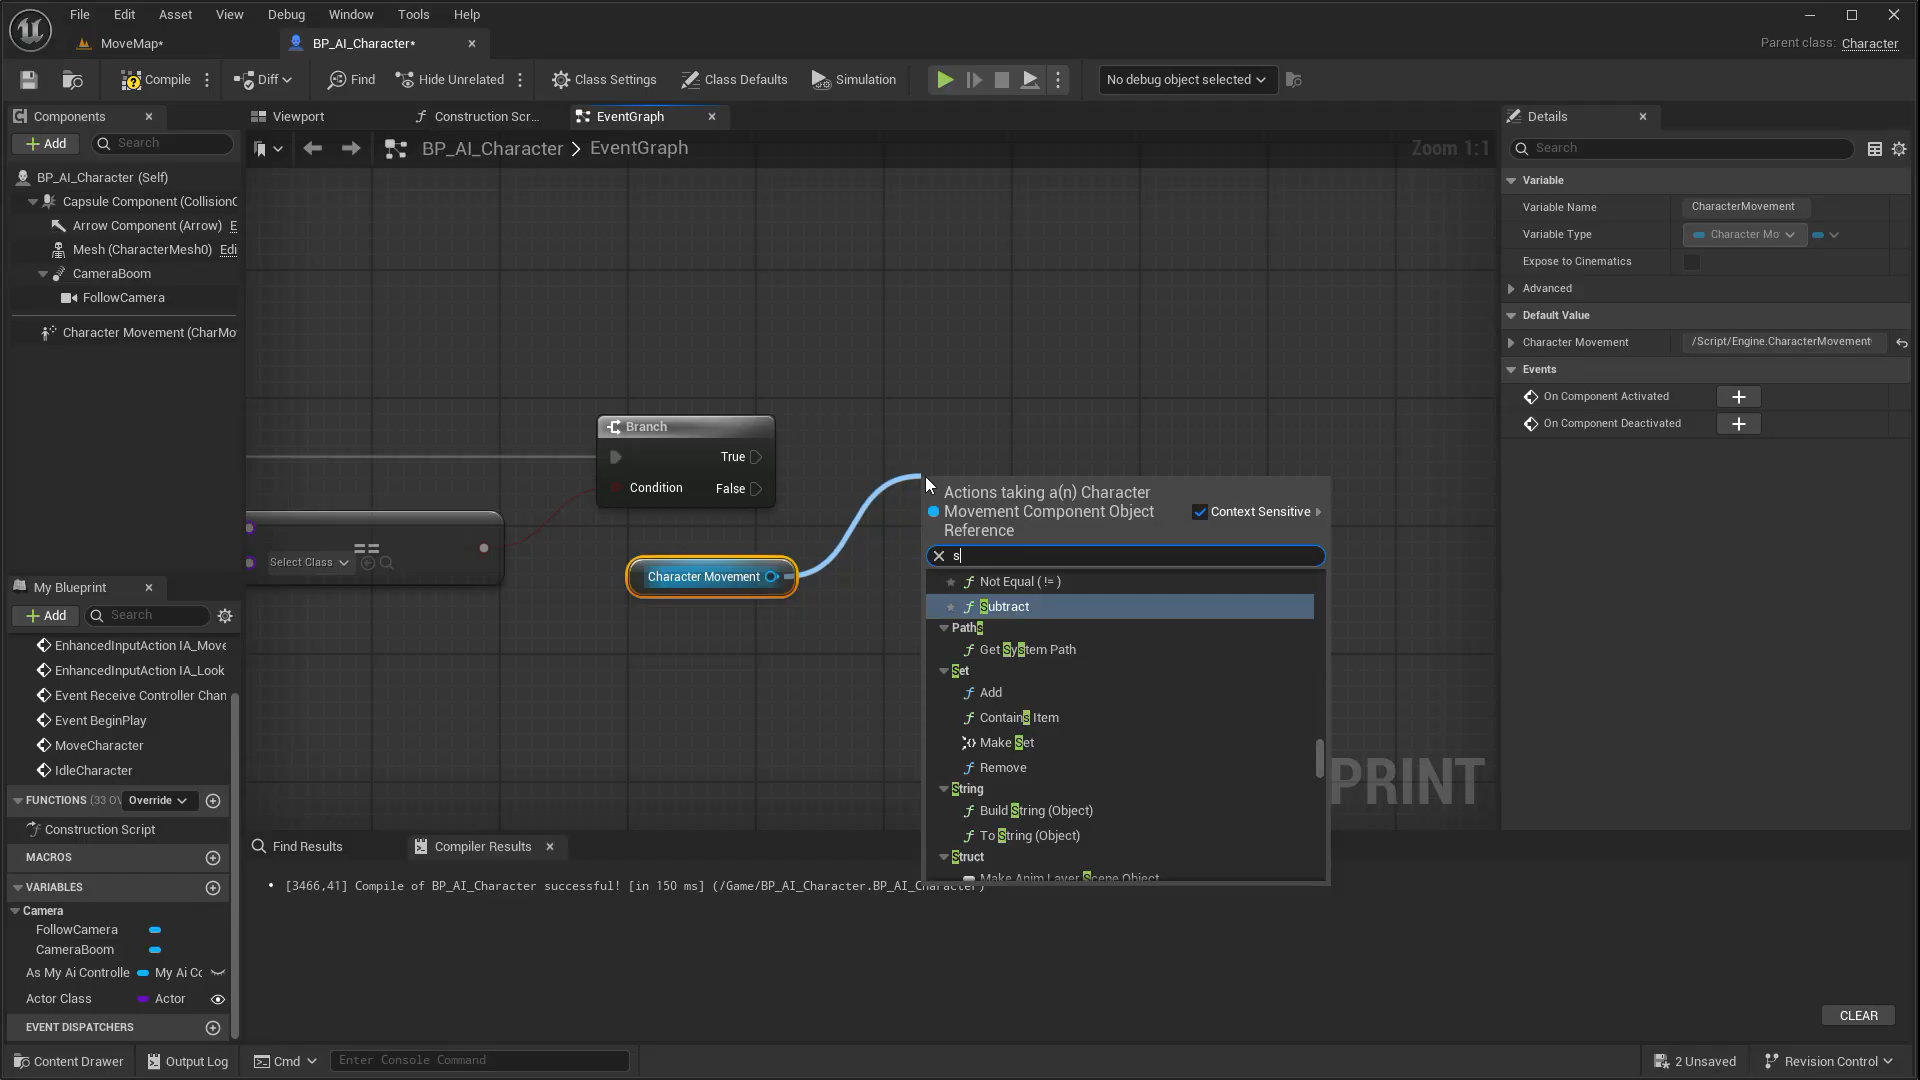 File Edit Asset View Debug Window Tools Help
MoveMap* BP_AI_Character* Parent class: Character
Compile Diff Find Hide Unrelated Class Settings Class Defaults Simulation No debug object selected
Components
Add Search
BP_AI_Character (Self)
Capsule Component (CollisionC
Arrow Component (Arrow) E
Mesh (CharacterMesh0) Edi
CameraBoom
FollowCamera
Character Movement (CharMo
My Blueprint
Add Search
EnhancedInputAction IA_Move
EnhancedInputAction IA_Look
Event Receive Controller Chan
Event BeginPlay
MoveCharacter
IdleCharacter
FUNCTIONS (33 OV Override
Construction Script
MACROS
VARIABLES
Camera
FollowCamera
CameraBoom
As My Ai Controlle My Ai Cc
Actor Class Actor
EVENT DISPATCHERS
Viewport Construction Scr... EventGraph
BP_AI_Character > EventGraph Zoom 1:1
Branch
True
Condition False
==
Select Class
Character Movement
Actions taking a(n) Character
Movement Component Object
Reference
Context Sensitive
s
Not Equal (!=)
Subtract
Paths
Get System Path
Set
Add
Contains Item
Make Set
Remove
String
Build String (Object)
To String (Object)
Struct
Make Anim Layer Scene Object
PRINT
Find Results Compiler Results
[3466,41] Compile of BP_AI_Character successful! [in 150 ms] (/Game/BP_AI_Character.BP_AI_Character)
CLEAR
Details
Search
Variable
Variable Name CharacterMovement
Variable Type Character Mo
Expose to Cinematics
Advanced
Default Value
Character Movement /Script/Engine.CharacterMovement
Events
On Component Activated
On Component Deactivated
Content Drawer Output Log Cmd Enter Console Command 2 Unsaved Revision Control